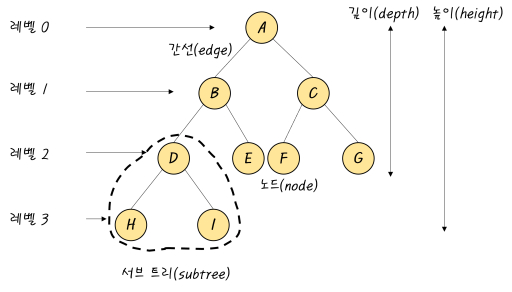 레벨 0
A
깊이(depth)
높이(height)
간선(edge)
레벨 1
B
C
레벨 2
D
E
F
G
노드(node)
레벨 3
H
I
서브 트리(subtree)